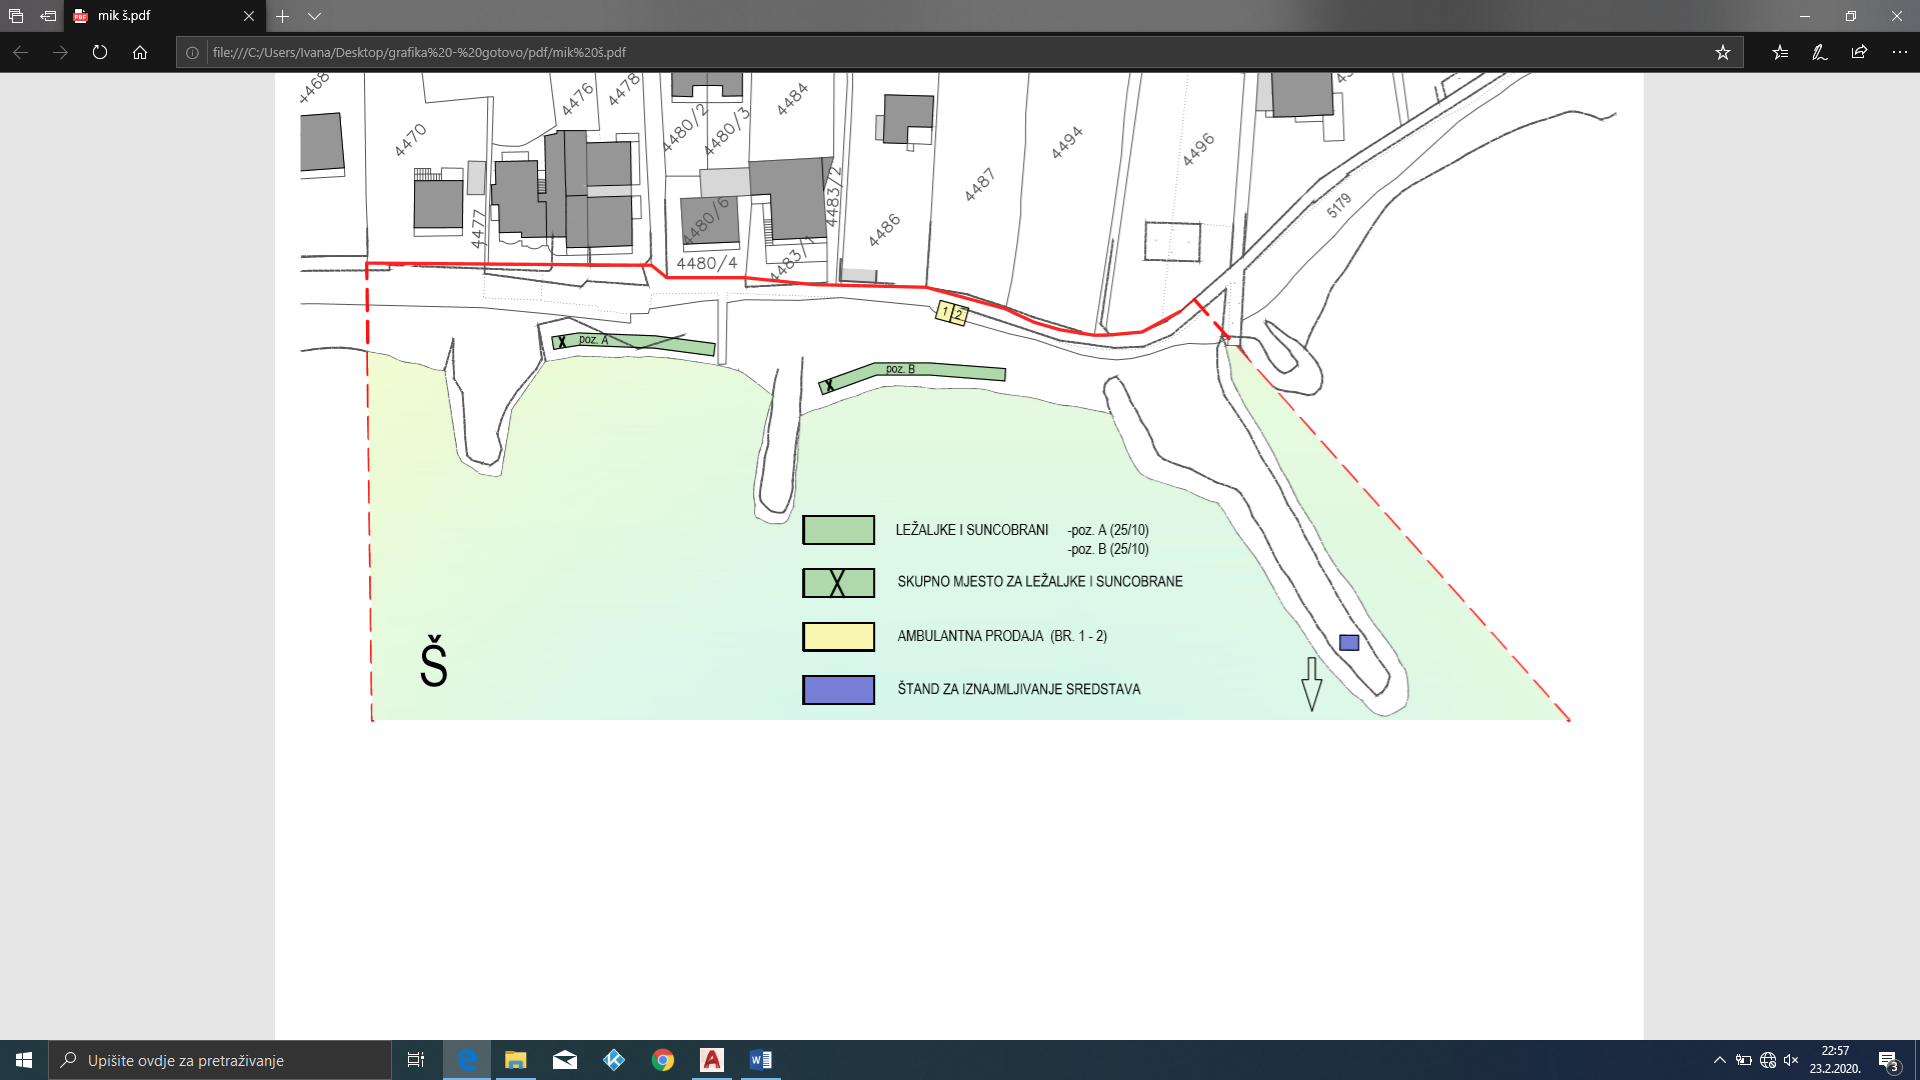 mik š.pdf
file:///C:/Users/Ivana/Desktop/grafika%20-%20gotovo/pdf/mik%20š.pdf
4468
4470
4476
4478
4477
4480/2
4480/3
4484
4480/6
4480/4
4483/1
4483/2
4486
4487
4494
4496
5179
1 2
X poz. A
X poz. B
LEŽALJKE I SUNCOBRANI -poz. A (25/10)
-poz. B (25/10)
X SKUPNO MJESTO ZA LEŽALJKE I SUNCOBRANE
AMBULANTNA PRODAJA (BR. 1 - 2)
ŠTAND ZA IZNAJMLJIVANJE SREDSTAVA
Š
Upišite ovdje za pretraživanje
22:57
23.2.2020.
3